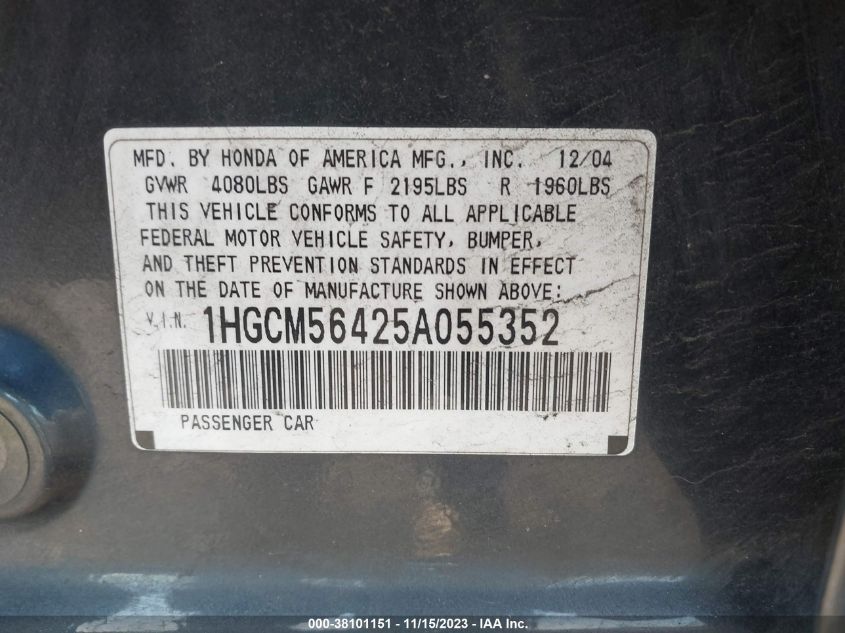 MFD. BY HONDA OF AMERICA MFG., INC. 12/04
GVWR 4080LBS GAWR F 2195LBS R 1960LBS
THIS VEHICLE CONFORMS TO ALL APPLICABLE
FEDERAL MOTOR VEHICLE SAFETY, BUMPER,
AND THEFT PREVENTION STANDARDS IN EFFECT
ON THE DATE OF MANUFACTURE SHOWN ABOVE:
V.I.N. 1HGCM56425A055352
PASSENGER CAR
000-38101151 - 11/15/2023 - IAA Inc.